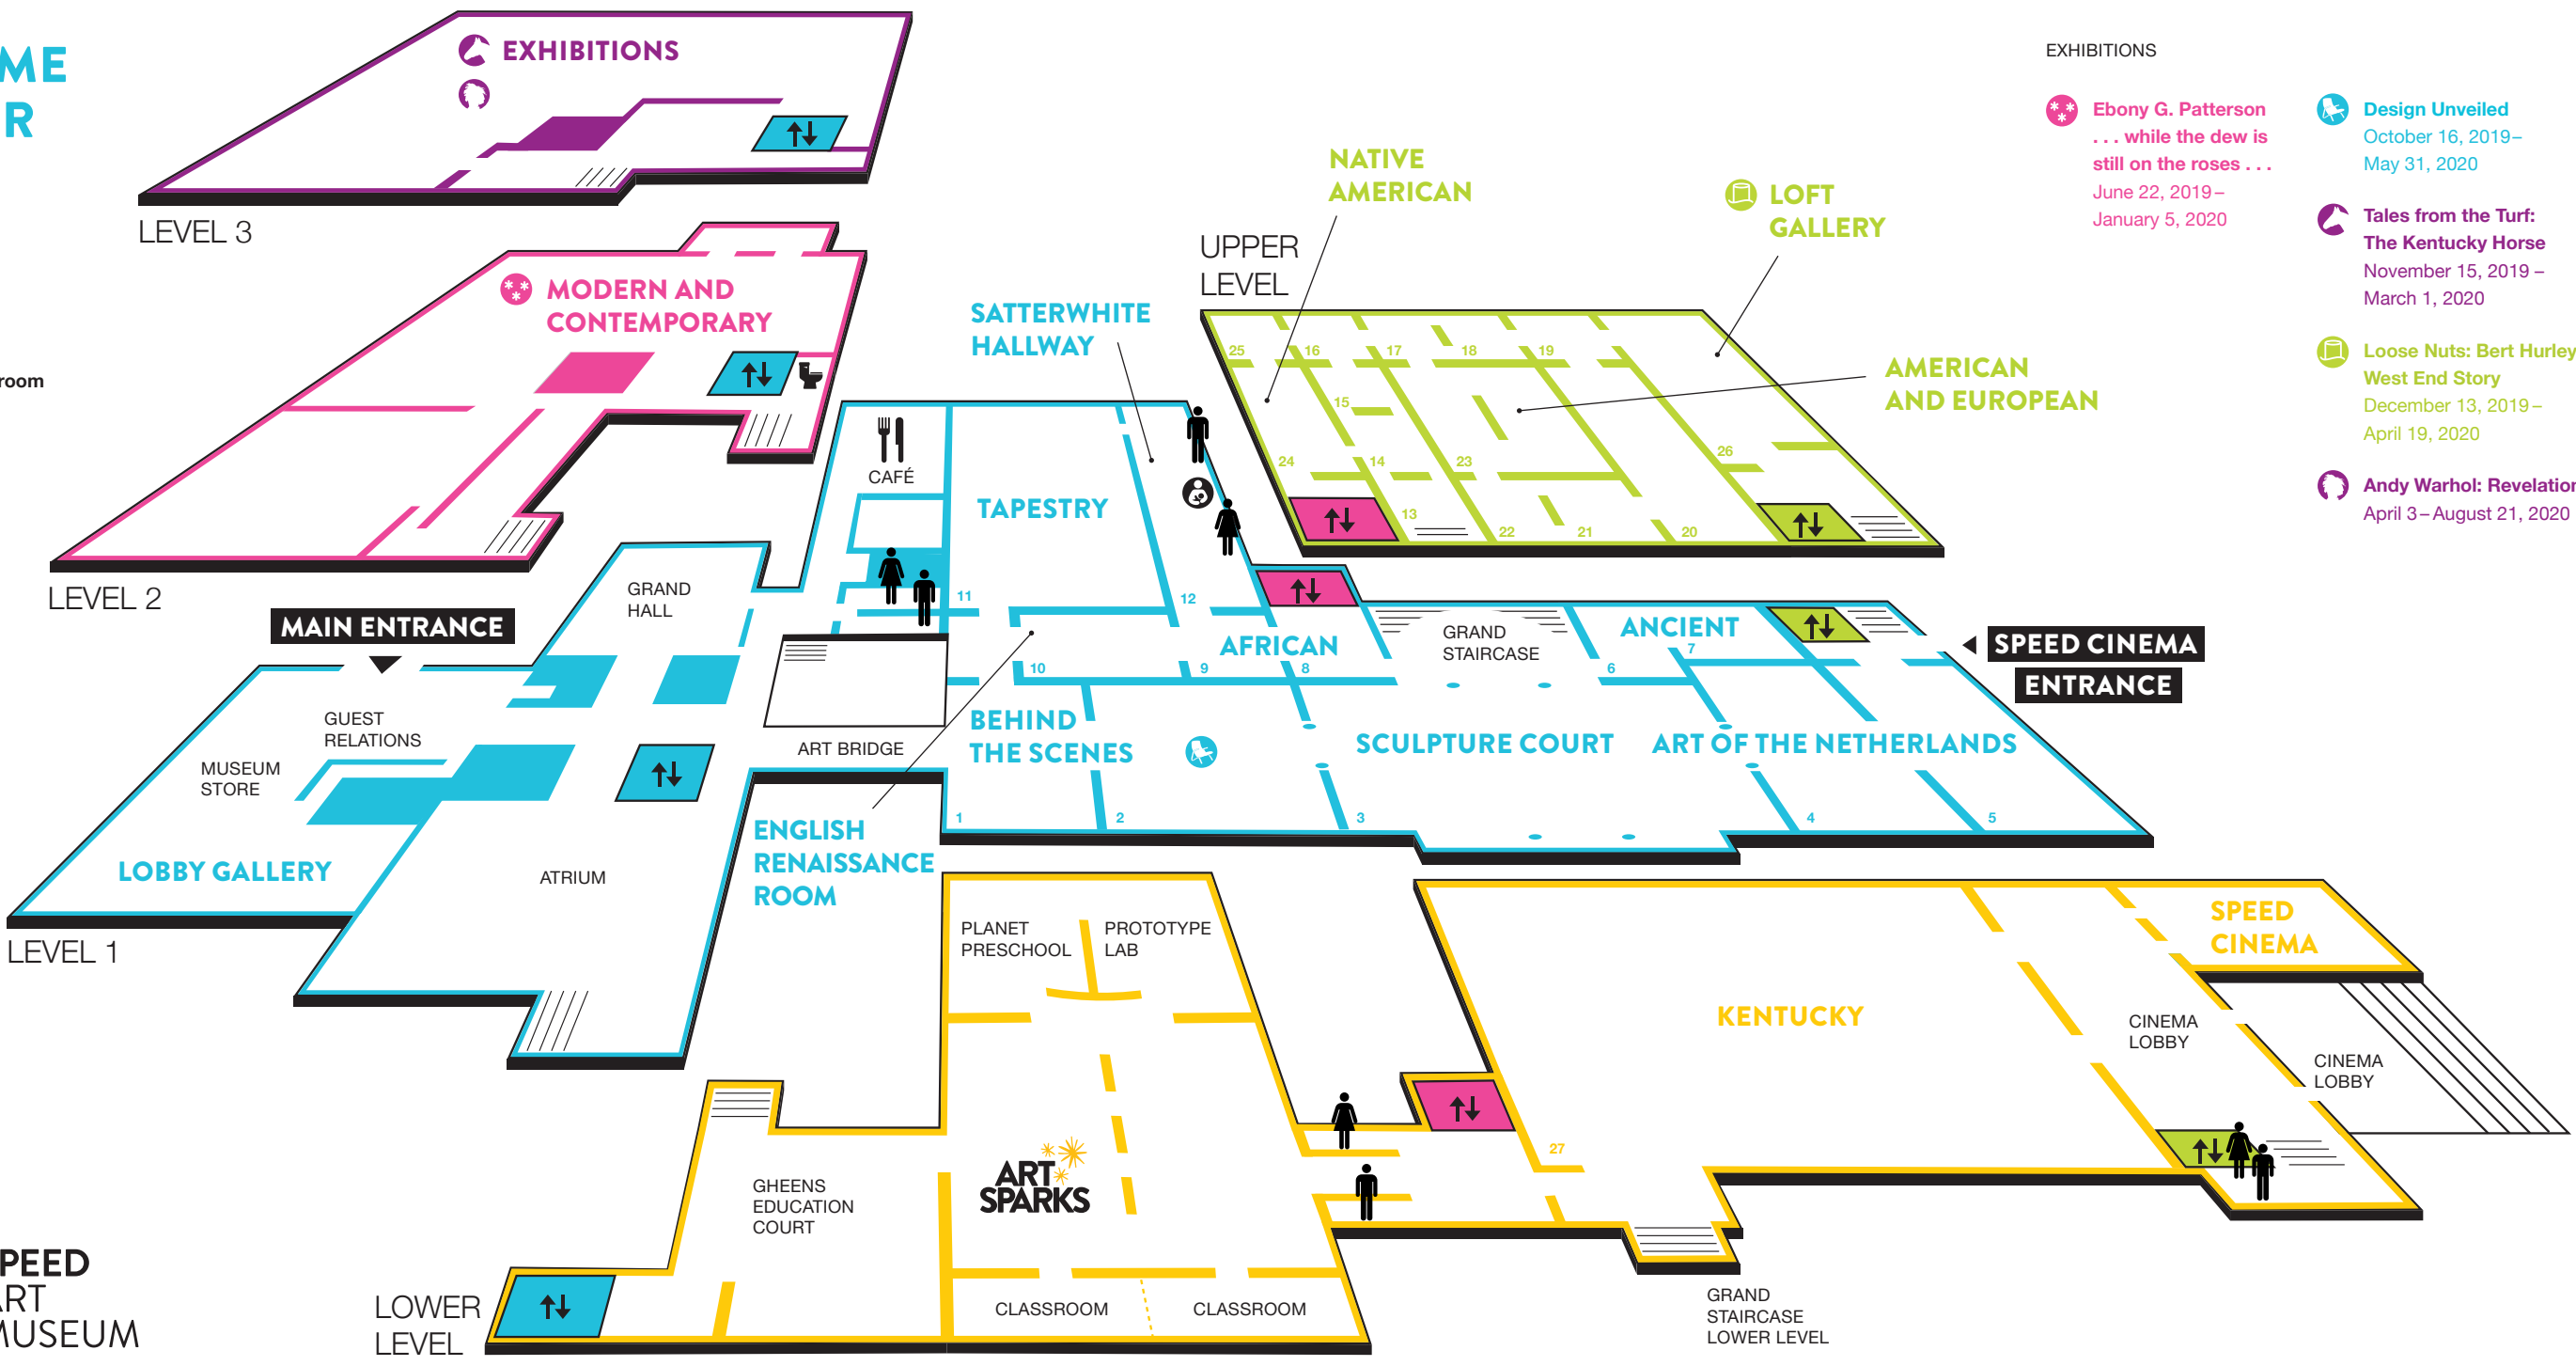 ME
R
room
EXHIBITIONS
LEVEL 3
MODERN AND
CONTEMPORARY
LEVEL 2
MAIN ENTRANCE
GRAND
HALL
GUEST
RELATIONS
MUSEUM
STORE
LOBBY GALLERY
ATRIUM
LEVEL 1
CAFÉ
TAPESTRY
SATTERWHITE
HALLWAY
11
12
AFRICAN
10
9
8
ART BRIDGE
BEHIND
THE SCENES
ENGLISH
RENAISSANCE
ROOM
1
2
3
GRAND
STAIRCASE
ANCIENT
7
6
SCULPTURE COURT
ART OF THE NETHERLANDS
4
5
SPEED CINEMA
ENTRANCE
UPPER
LEVEL
NATIVE
AMERICAN
LOFT
GALLERY
AMERICAN
AND EUROPEAN
25
16
17
18
19
15
24
14
23
26
13
22
21
20
EXHIBITIONS
Ebony G. Patterson
. . . while the dew is
still on the roses . . .
June 22, 2019–
January 5, 2020
Design Unveiled
October 16, 2019–
May 31, 2020
Tales from the Turf:
The Kentucky Horse
November 15, 2019 –
March 1, 2020
Loose Nuts: Bert Hurley
West End Story
December 13, 2019–
April 19, 2020
Andy Warhol: Revelation
April 3–August 21, 2020
PLANET
PRESCHOOL
PROTOTYPE
LAB
GHEENS
EDUCATION
COURT
ART
SPARKS
CLASSROOM
CLASSROOM
LOWER
LEVEL
27
KENTUCKY
SPEED
CINEMA
CINEMA
LOBBY
CINEMA
LOBBY
GRAND
STAIRCASE
LOWER LEVEL
PEED
ART
MUSEUM